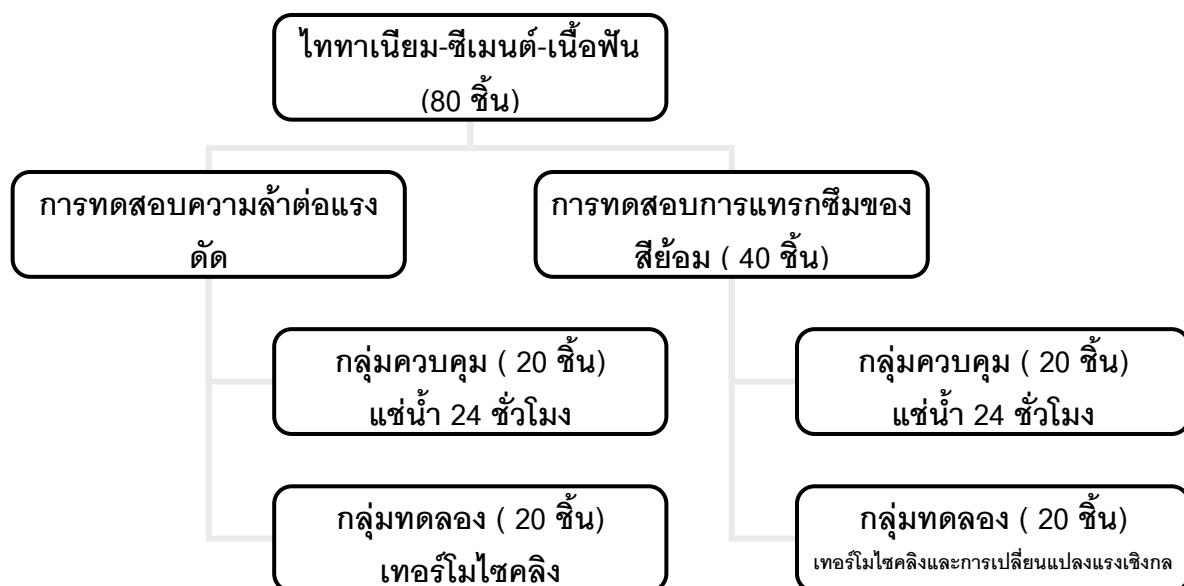 ไททาเนียม-ซีเมนต์-เนื้อฟัน
(80 ชิ้น)
การทดสอบความล้าต่อแรง
ดัด
การทดสอบการแทรกซึมของ
สีย้อม ( 40 ชิ้น)
กลุ่มควบคุม ( 20 ชิ้น)
แช่น้ำ 24 ชั่วโมง
กลุ่มควบคุม ( 20 ชิ้น)
แช่น้ำ 24 ชั่วโมง
กลุ่มทดลอง ( 20 ชิ้น)
เทอร์โมไซคลิง
กลุ่มทดลอง ( 20 ชิ้น)
เทอร์โมไซคลิงและการเปลี่ยนแปลงแรงเชิงกล